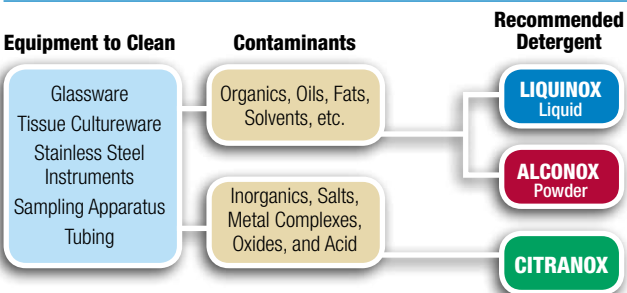 Equipment to Clean
Contaminants
Recommended
Detergent
Glassware
Tissue Cultureware
Stainless Steel
Instruments
Sampling Apparatus
Tubing
Organics, Oils, Fats,
Solvents, etc.
Inorganics, Salts,
Metal Complexes,
Oxides, and Acid
LIQUINOX
Liquid
ALCONOX
Powder
CITRANOX